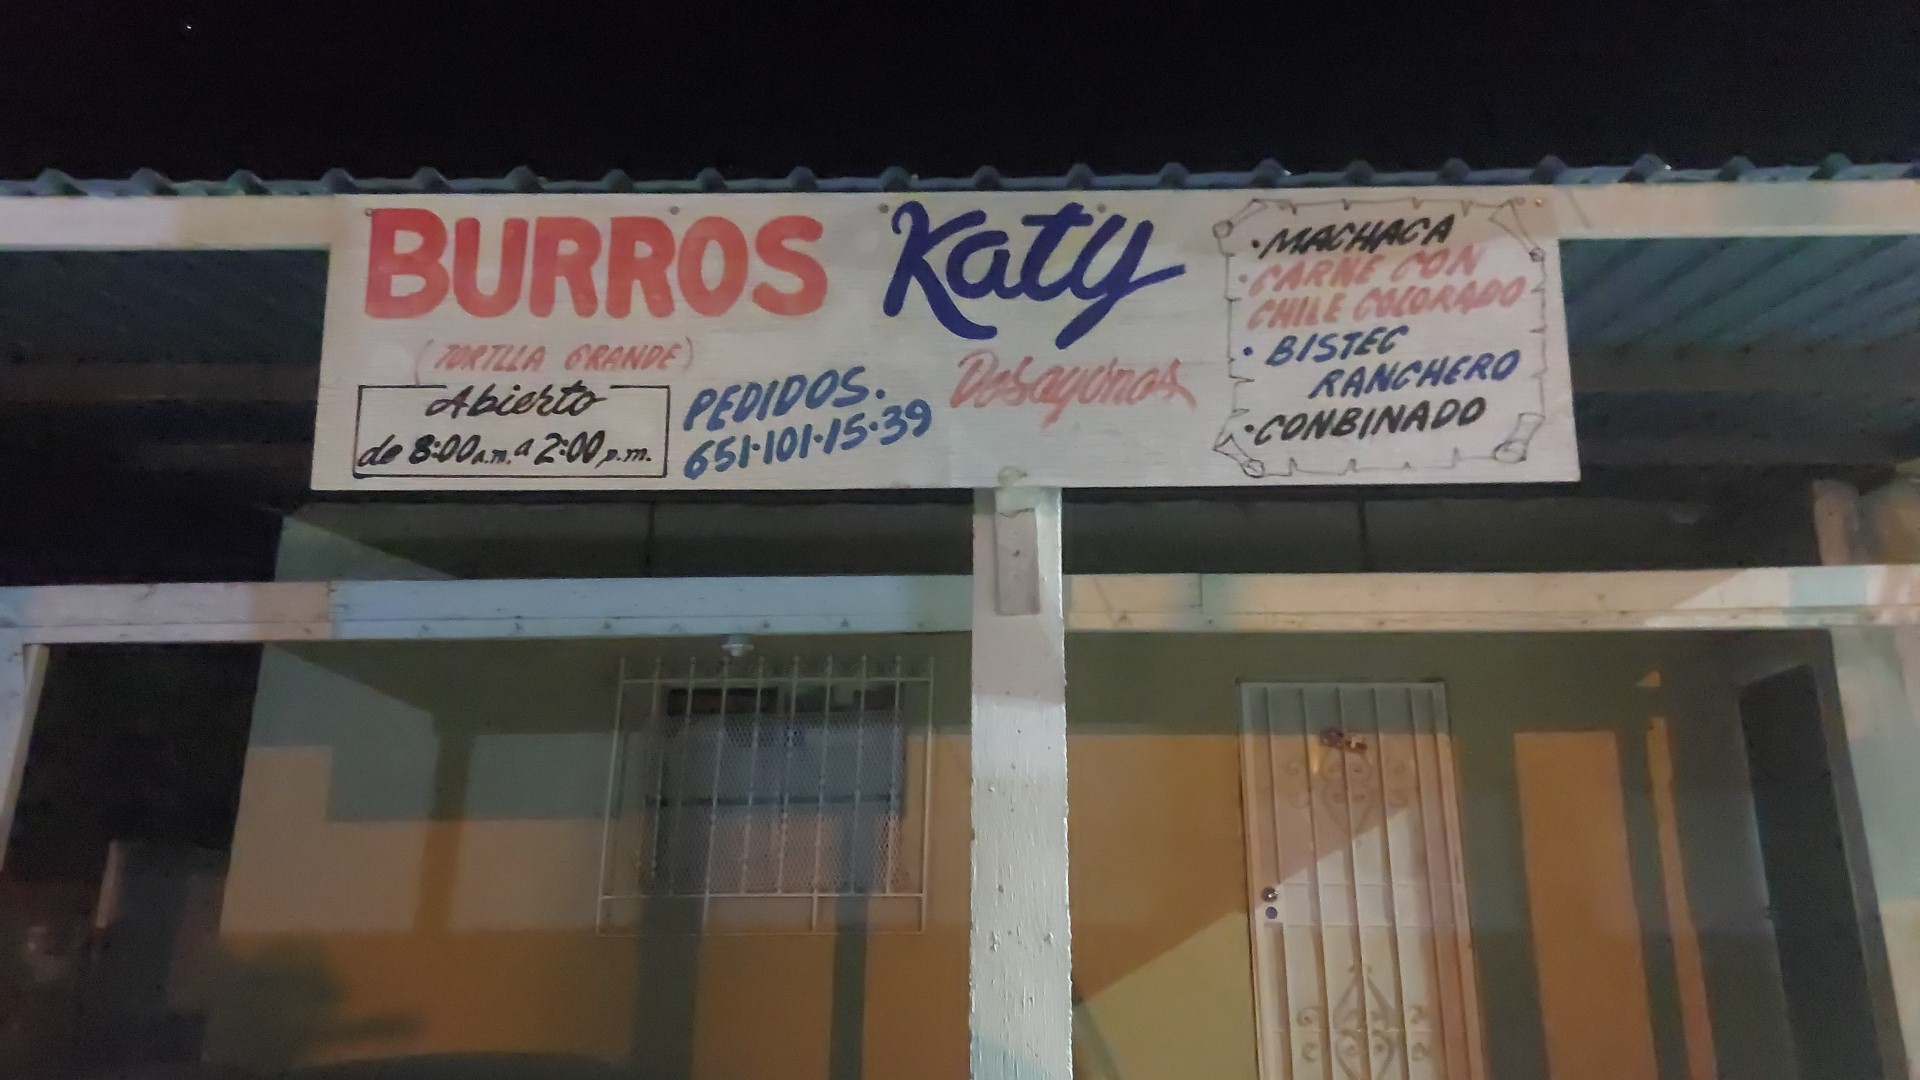 BURROS Katy
(TORTLLA GRANDE)
Abierto
de 8:00 a.m. a 2:00 p.m.
PEDIDOS.
651·101·15·39
Desayunos
·MACHACA
·CARNE CON
CHILE COLORADO
·BISTEC
RANCHERO
·CONBINADO